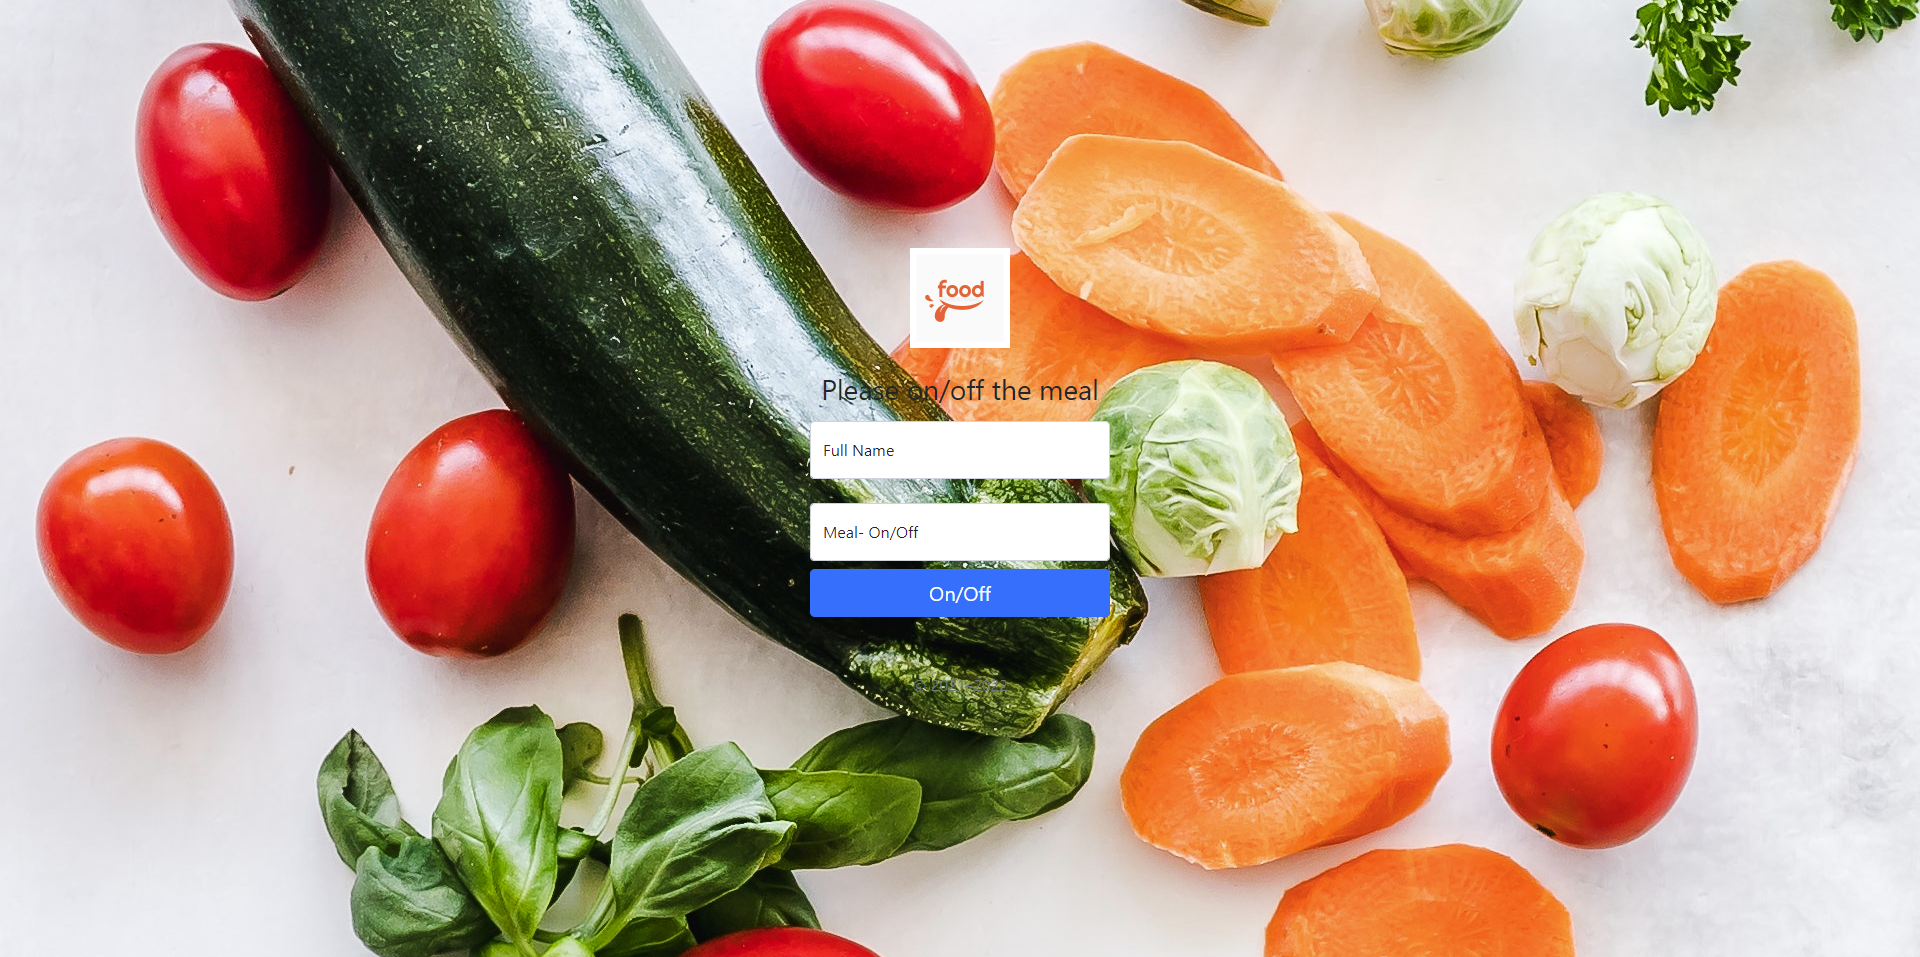 food
Please on/off the meal
Full Name
Meal- On/Off
On/Off